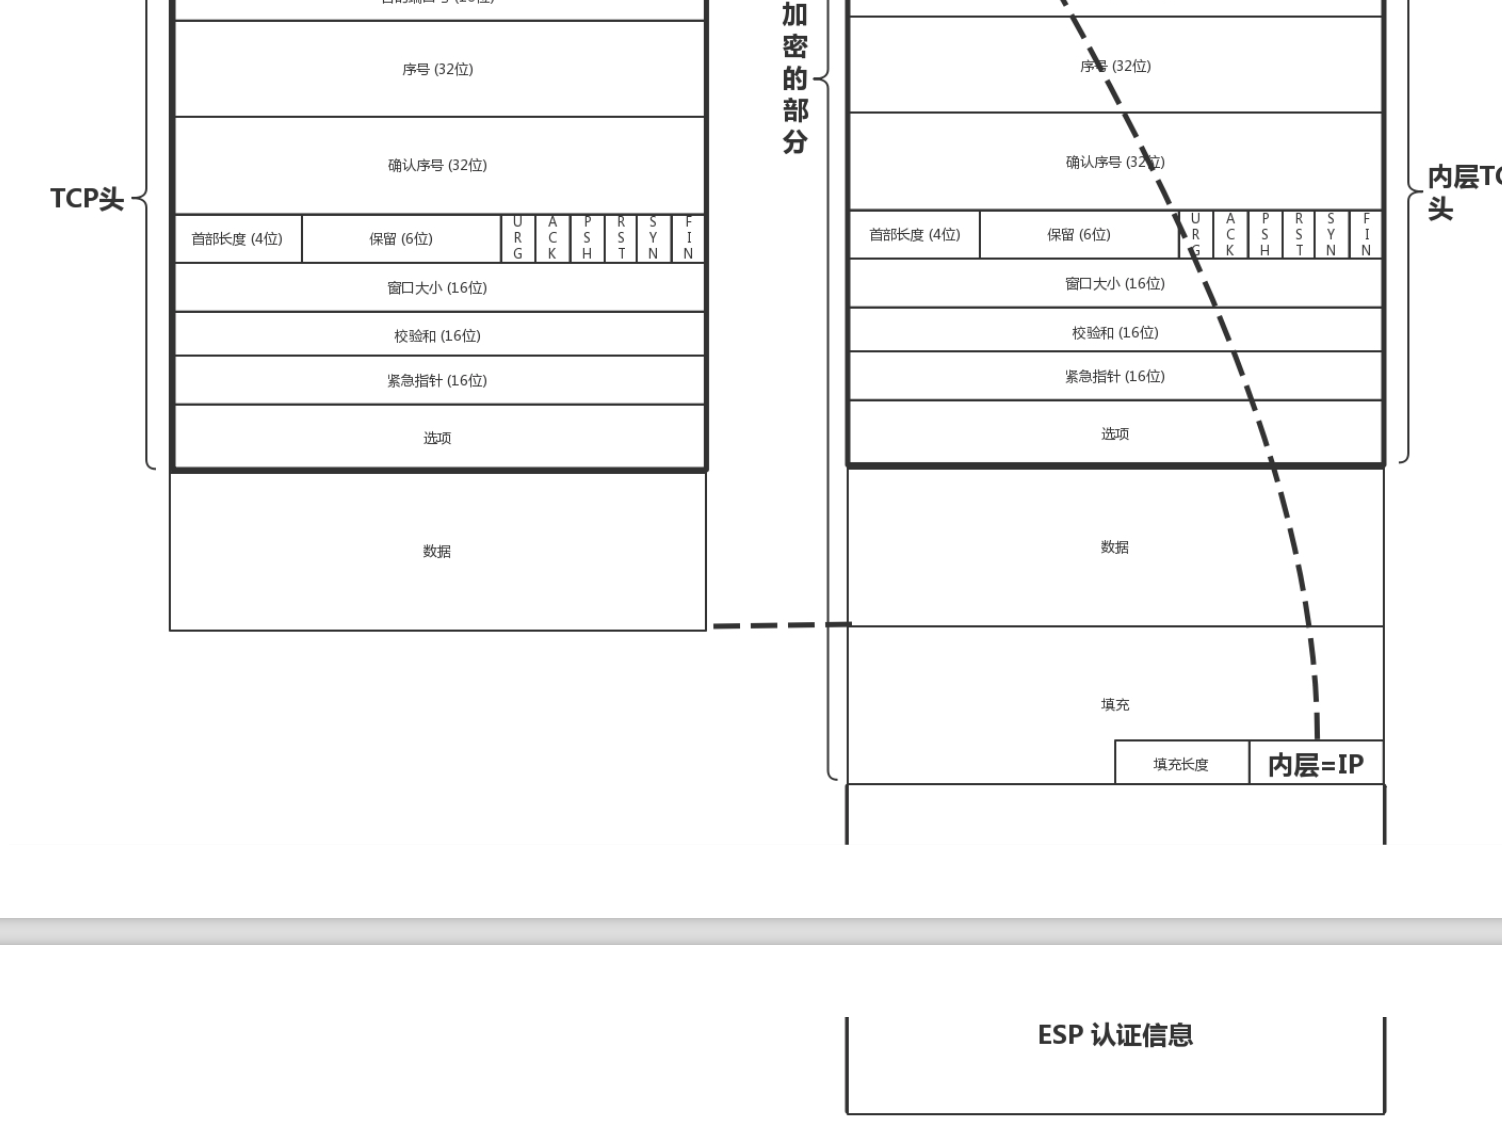 序号 (32位)
确认序号 (32位)
TCP头
首部长度 (4位)
保留 (6位)
URG
ACK
PSH
RST
SYN
FIN
窗口大小 (16位)
校验和 (16位)
紧急指针 (16位)
选项
数据
加密的部分
序号 (32位)
确认序号 (32位)
内层TC
头
首部长度 (4位)
保留 (6位)
URG
ACK
PSH
RST
SYN
FIN
窗口大小 (16位)
校验和 (16位)
紧急指针 (16位)
选项
数据
填充
填充长度
内层=IP
ESP 认证信息